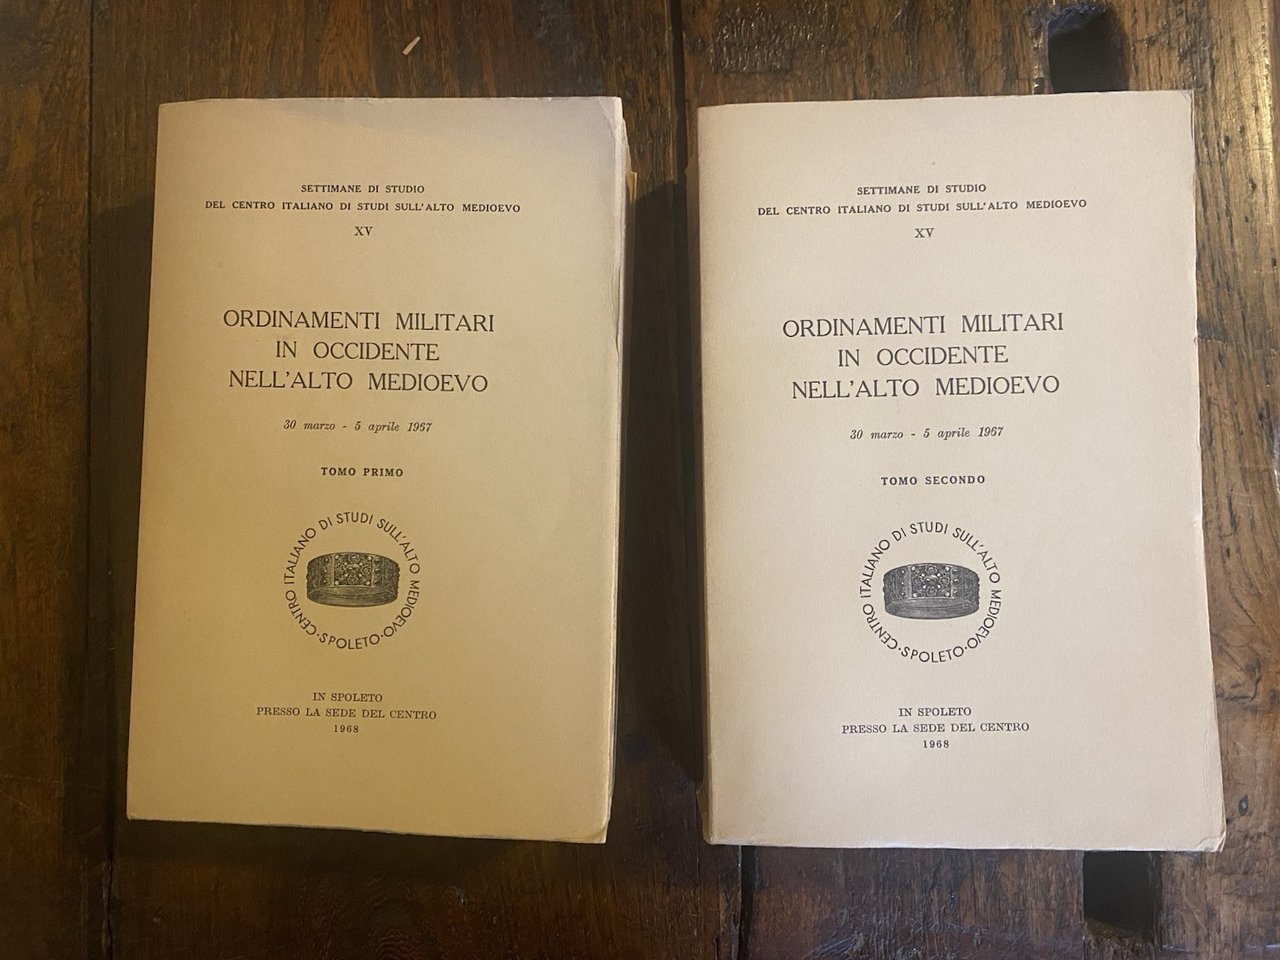 SETTIMANE DI STUDIO
DEL CENTRO ITALIANO DI STUDI SULL'ALTO MEDIOEVO
XV
ORDINAMENTI MILITARI
IN OCCIDENTE
NELL'ALTO MEDIOEVO
30 marzo - 5 aprile 1967
TOMO PRIMO
CENTRO ITALIANO DI STUDI SULL'ALTO MEDIOEVO · SPOLETO ·
IN SPOLETO
PRESSO LA SEDE DEL CENTRO
1968
SETTIMANE DI STUDIO
DEL CENTRO ITALIANO DI STUDI SULL'ALTO MEDIOEVO
XV
ORDINAMENTI MILITARI
IN OCCIDENTE
NELL'ALTO MEDIOEVO
30 marzo - 5 aprile 1967
TOMO SECONDO
CENTRO ITALIANO DI STUDI SULL'ALTO MEDIOEVO · SPOLETO ·
IN SPOLETO
PRESSO LA SEDE DEL CENTRO
1968